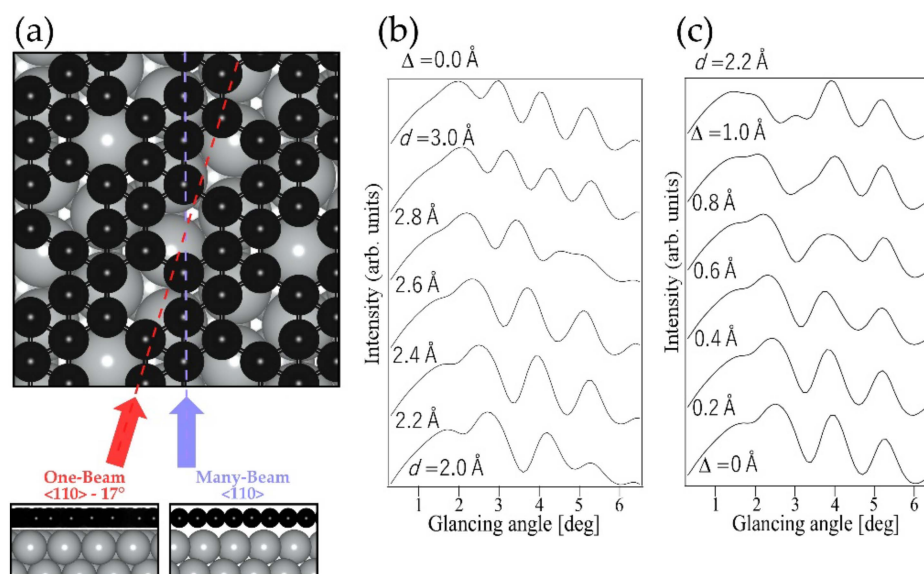 (a)
One-Beam
<110> - 17°
Many-Beam
<110>
(b)
Δ =0.0 Å
d = 3.0 Å
2.8 Å
2.6 Å
2.4 Å
2.2 Å
d = 2.0 Å
Intensity (arb. units)
1 2 3 4 5 6
Glancing angle [deg]
(c)
d = 2.2 Å
Δ = 1.0 Å
0.8 Å
0.6 Å
0.4 Å
0.2 Å
Δ = 0 Å
Intensity (arb. units)
1 2 3 4 5 6
Glancing angle [deg]